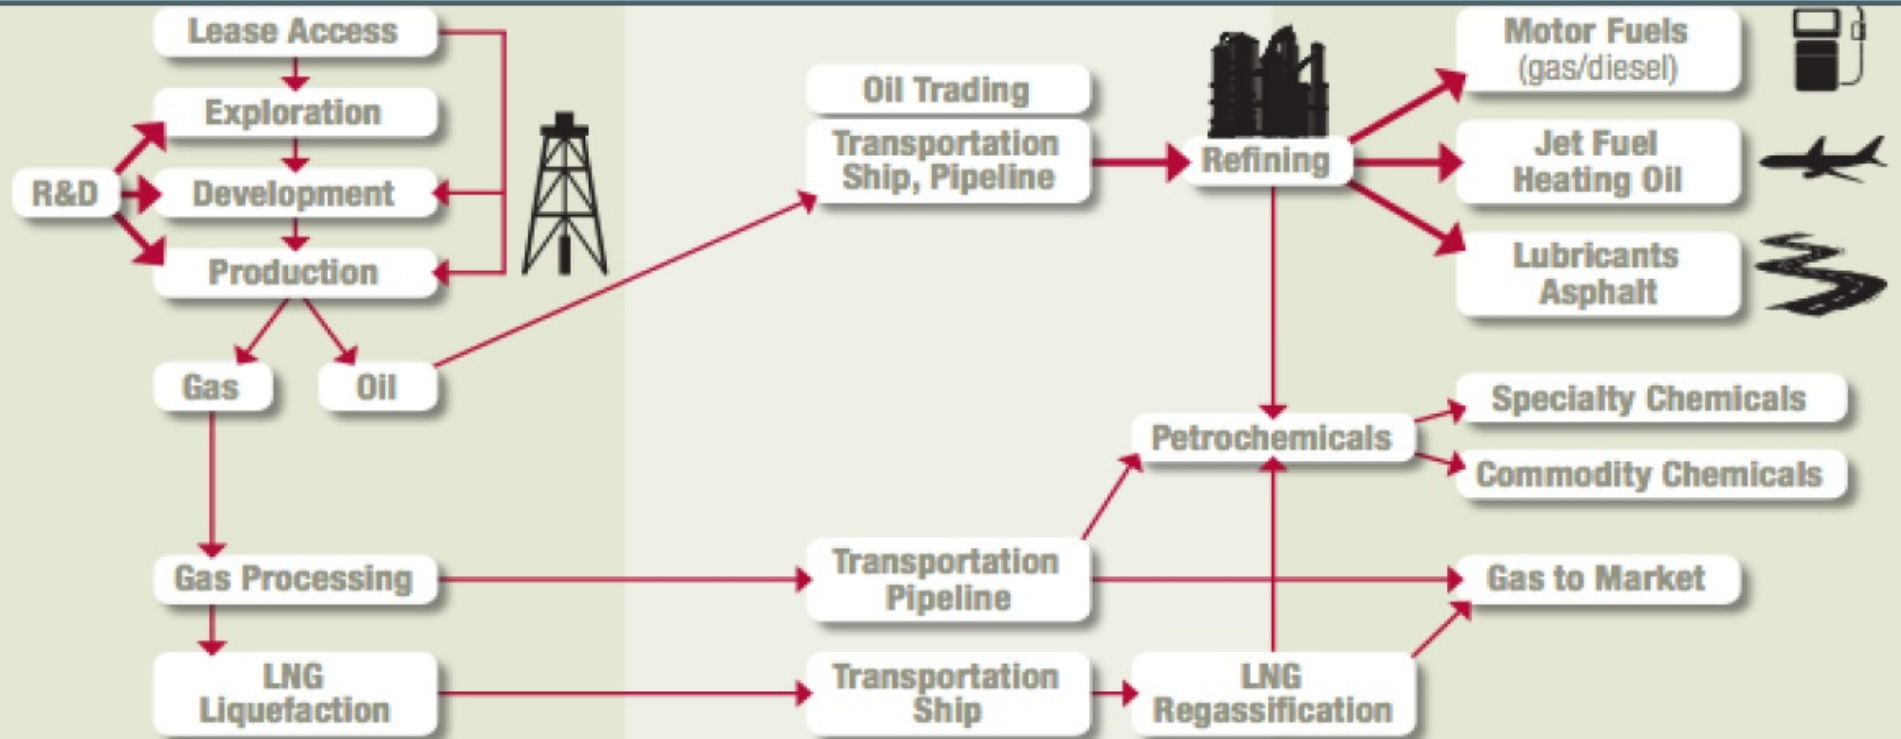 Lease Access
Exploration
R&D
Development
Production
Gas
Oil
Gas Processing
LNG
Liquefaction
Oil Trading
Transportation
Ship, Pipeline
Transportation
Pipeline
Transportation
Ship
Refining
Petrochemicals
LNG
Regassification
Motor Fuels
(gas/diesel)
Jet Fuel
Heating Oil
Lubricants
Asphalt
Specialty Chemicals
Commodity Chemicals
Gas to Market